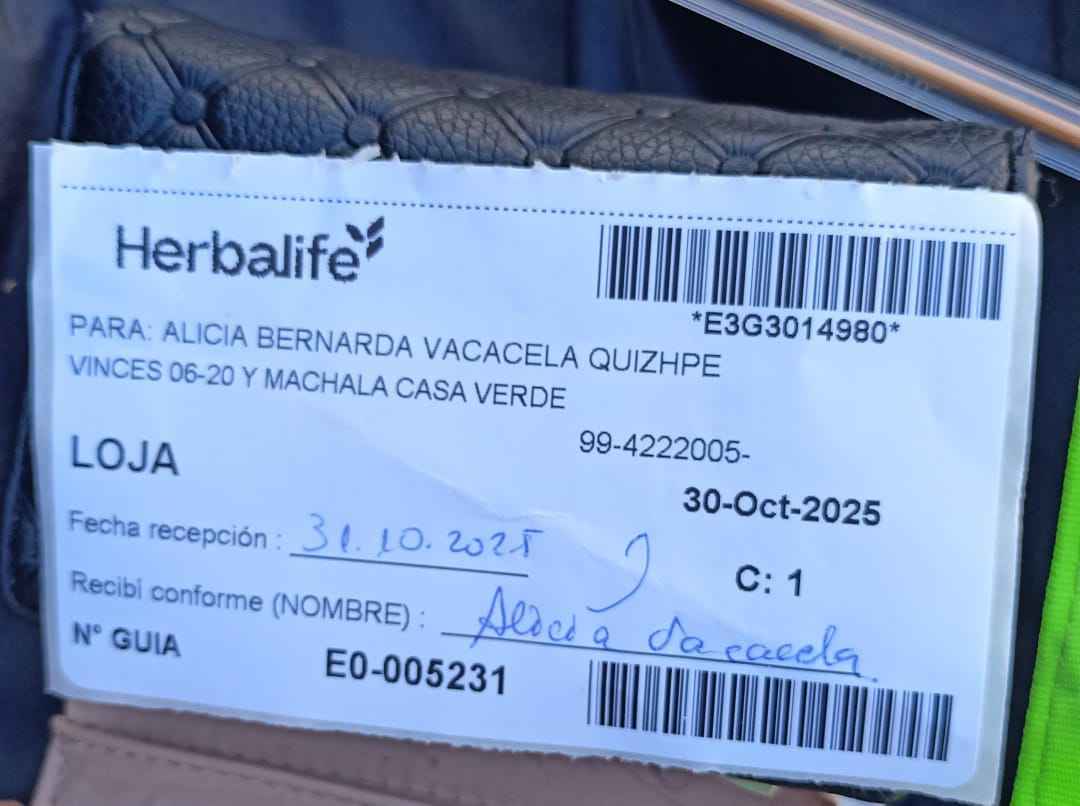 Herbalife
*E3G3014980*
PARA: ALICIA BERNARDA VACACELA QUIZHPE
VINCES 06-20 Y MACHALA CASA VERDE
99-4222005-
LOJA
30-Oct-2025
Fecha recepción : 31.10.2025
C: 1
Recibí conforme (NOMBRE) : Alicia Vacacela
N° GUIA
E0-005231